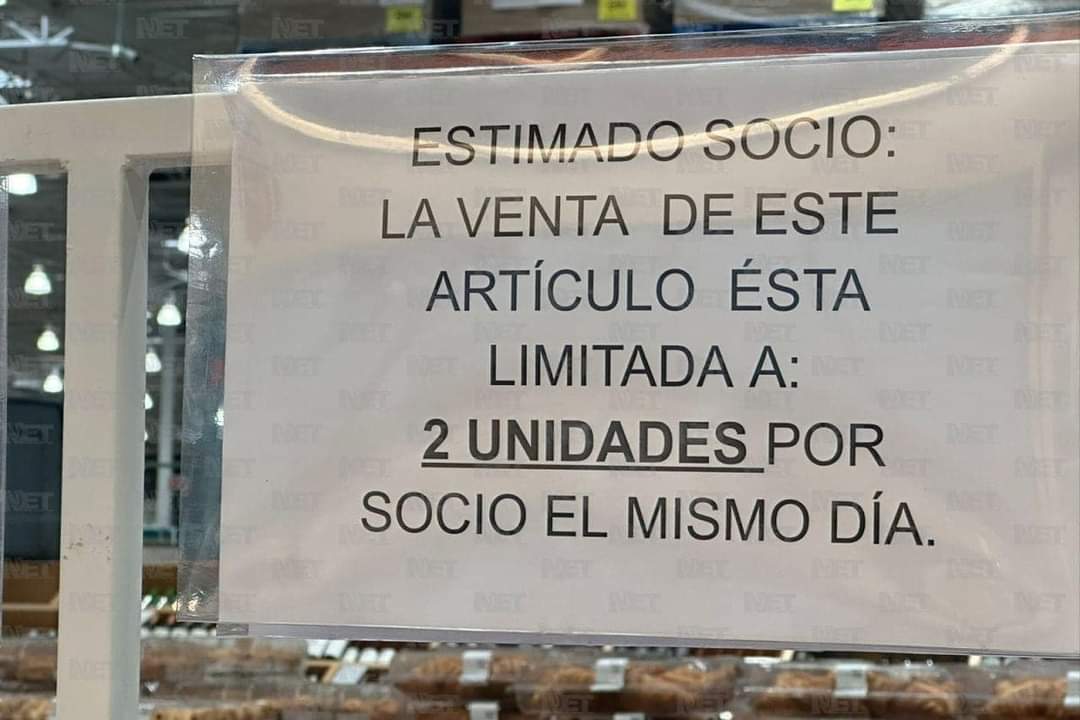 ESTIMADO SOCIO:
LA VENTA DE ESTE
ARTÍCULO ÉSTA
LIMITADA A:
2 UNIDADES POR
SOCIO EL MISMO DÍA.